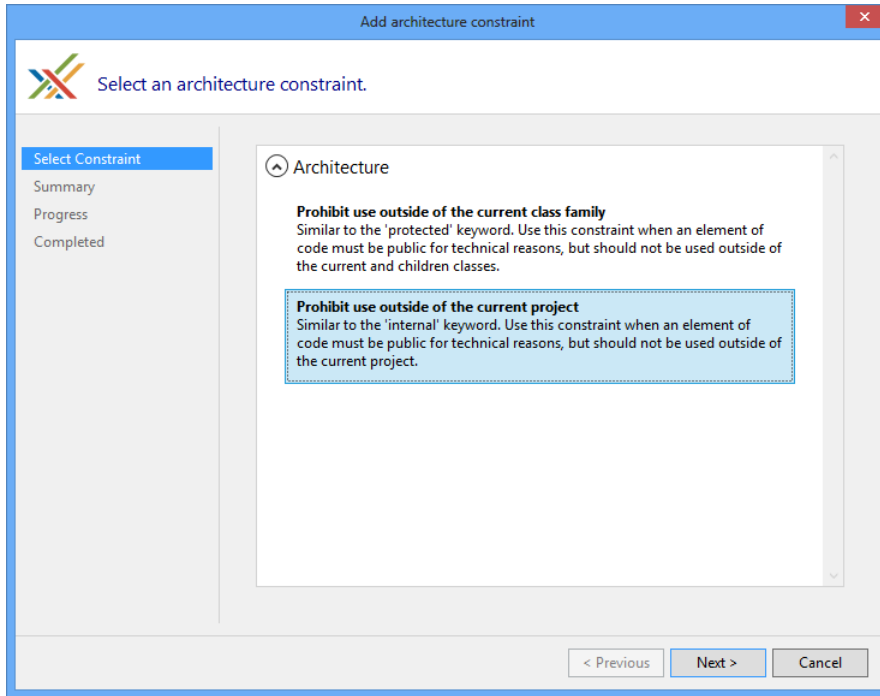 Add architecture constraint
Select an architecture constraint.
Select Constraint
Summary
Progress
Completed
Architecture
Prohibit use outside of the current class family
Similar to the 'protected' keyword. Use this constraint when an element of
code must be public for technical reasons, but should not be used outside of
the current and children classes.
Prohibit use outside of the current project
Similar to the 'internal' keyword. Use this constraint when an element of
code must be public for technical reasons, but should not be used outside of
the current project.
< Previous
Next >
Cancel